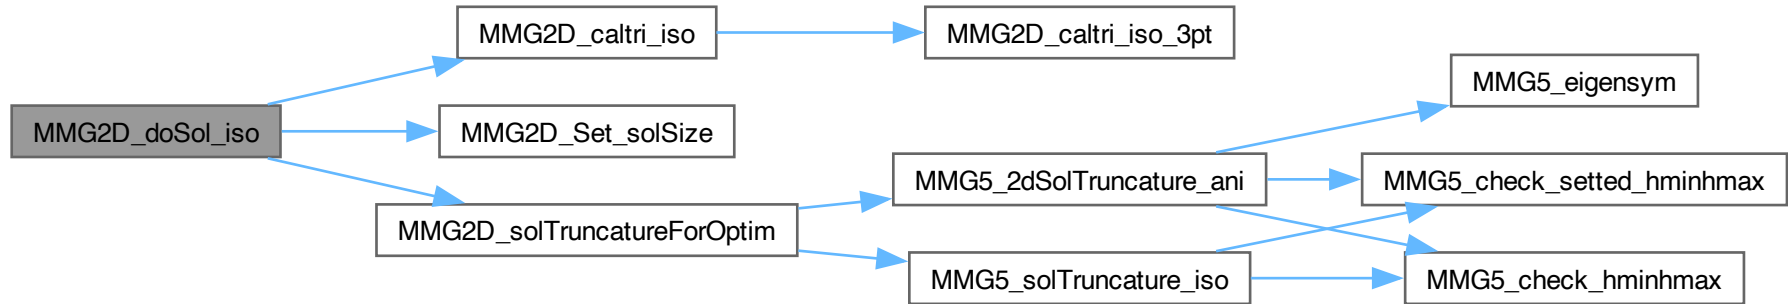 MMG2D_caltri_iso
MMG2D_caltri_iso_3pt
MMG5_eigensym
MMG2D_doSol_iso
MMG2D_Set_solSize
MMG5_2dSolTruncature_ani
MMG5_check_setted_hminhmax
MMG2D_solTruncatureForOptim
MMG5_solTruncature_iso
MMG5_check_hminhmax